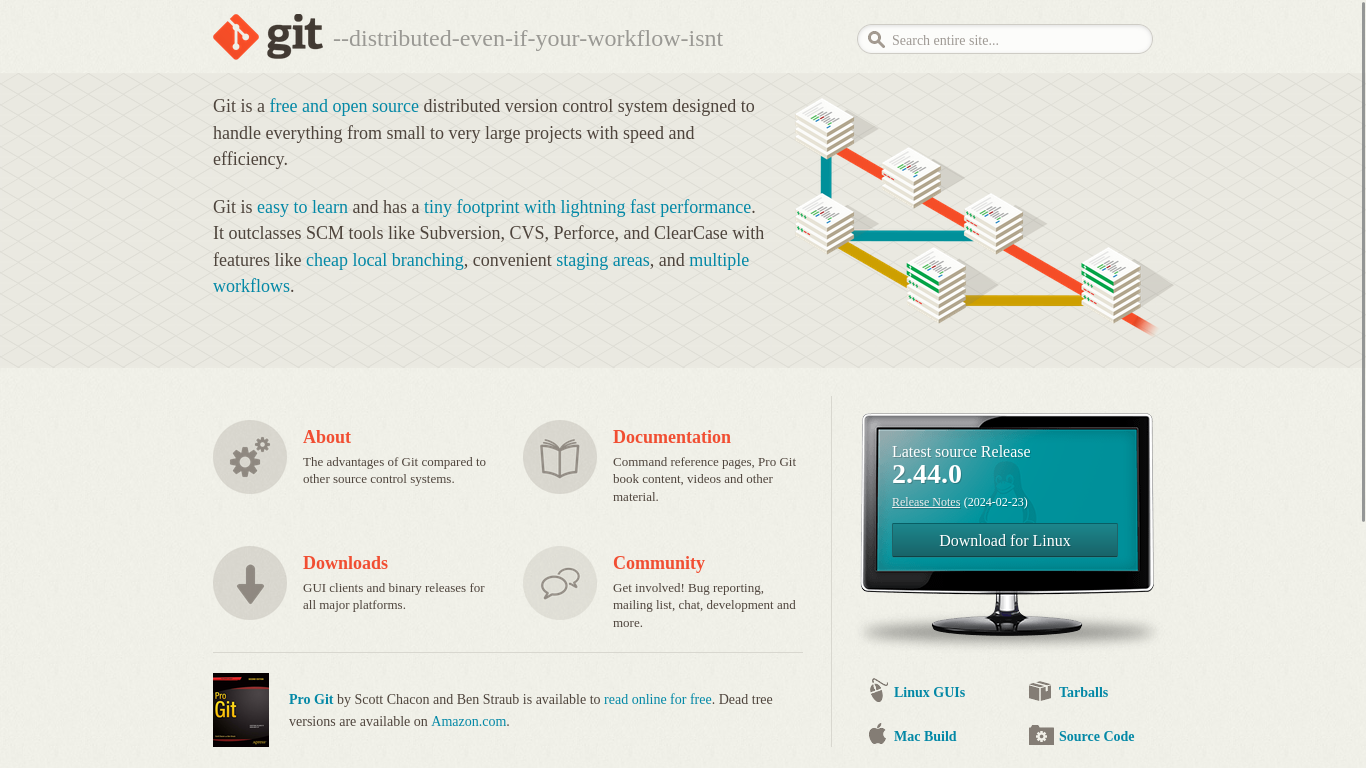 git --distributed-even-if-your-workflow-isnt
Search entire site...
Git is a free and open source distributed version control system designed to
handle everything from small to very large projects with speed and
efficiency.
Git is easy to learn and has a tiny footprint with lightning fast performance.
It outclasses SCM tools like Subversion, CVS, Perforce, and ClearCase with
features like cheap local branching, convenient staging areas, and multiple
workflows.
About
The advantages of Git compared to
other source control systems.
Documentation
Command reference pages, Pro Git
book content, videos and other
material.
Downloads
GUI clients and binary releases for
all major platforms.
Community
Get involved! Bug reporting,
mailing list, chat, development and
more.
Pro
Git
Pro Git by Scott Chacon and Ben Straub is available to read online for free. Dead tree
versions are available on Amazon.com.
Latest source Release
2.44.0
Release Notes (2024-02-23)
Download for Linux
Linux GUIs
Tarballs
Mac Build
Source Code